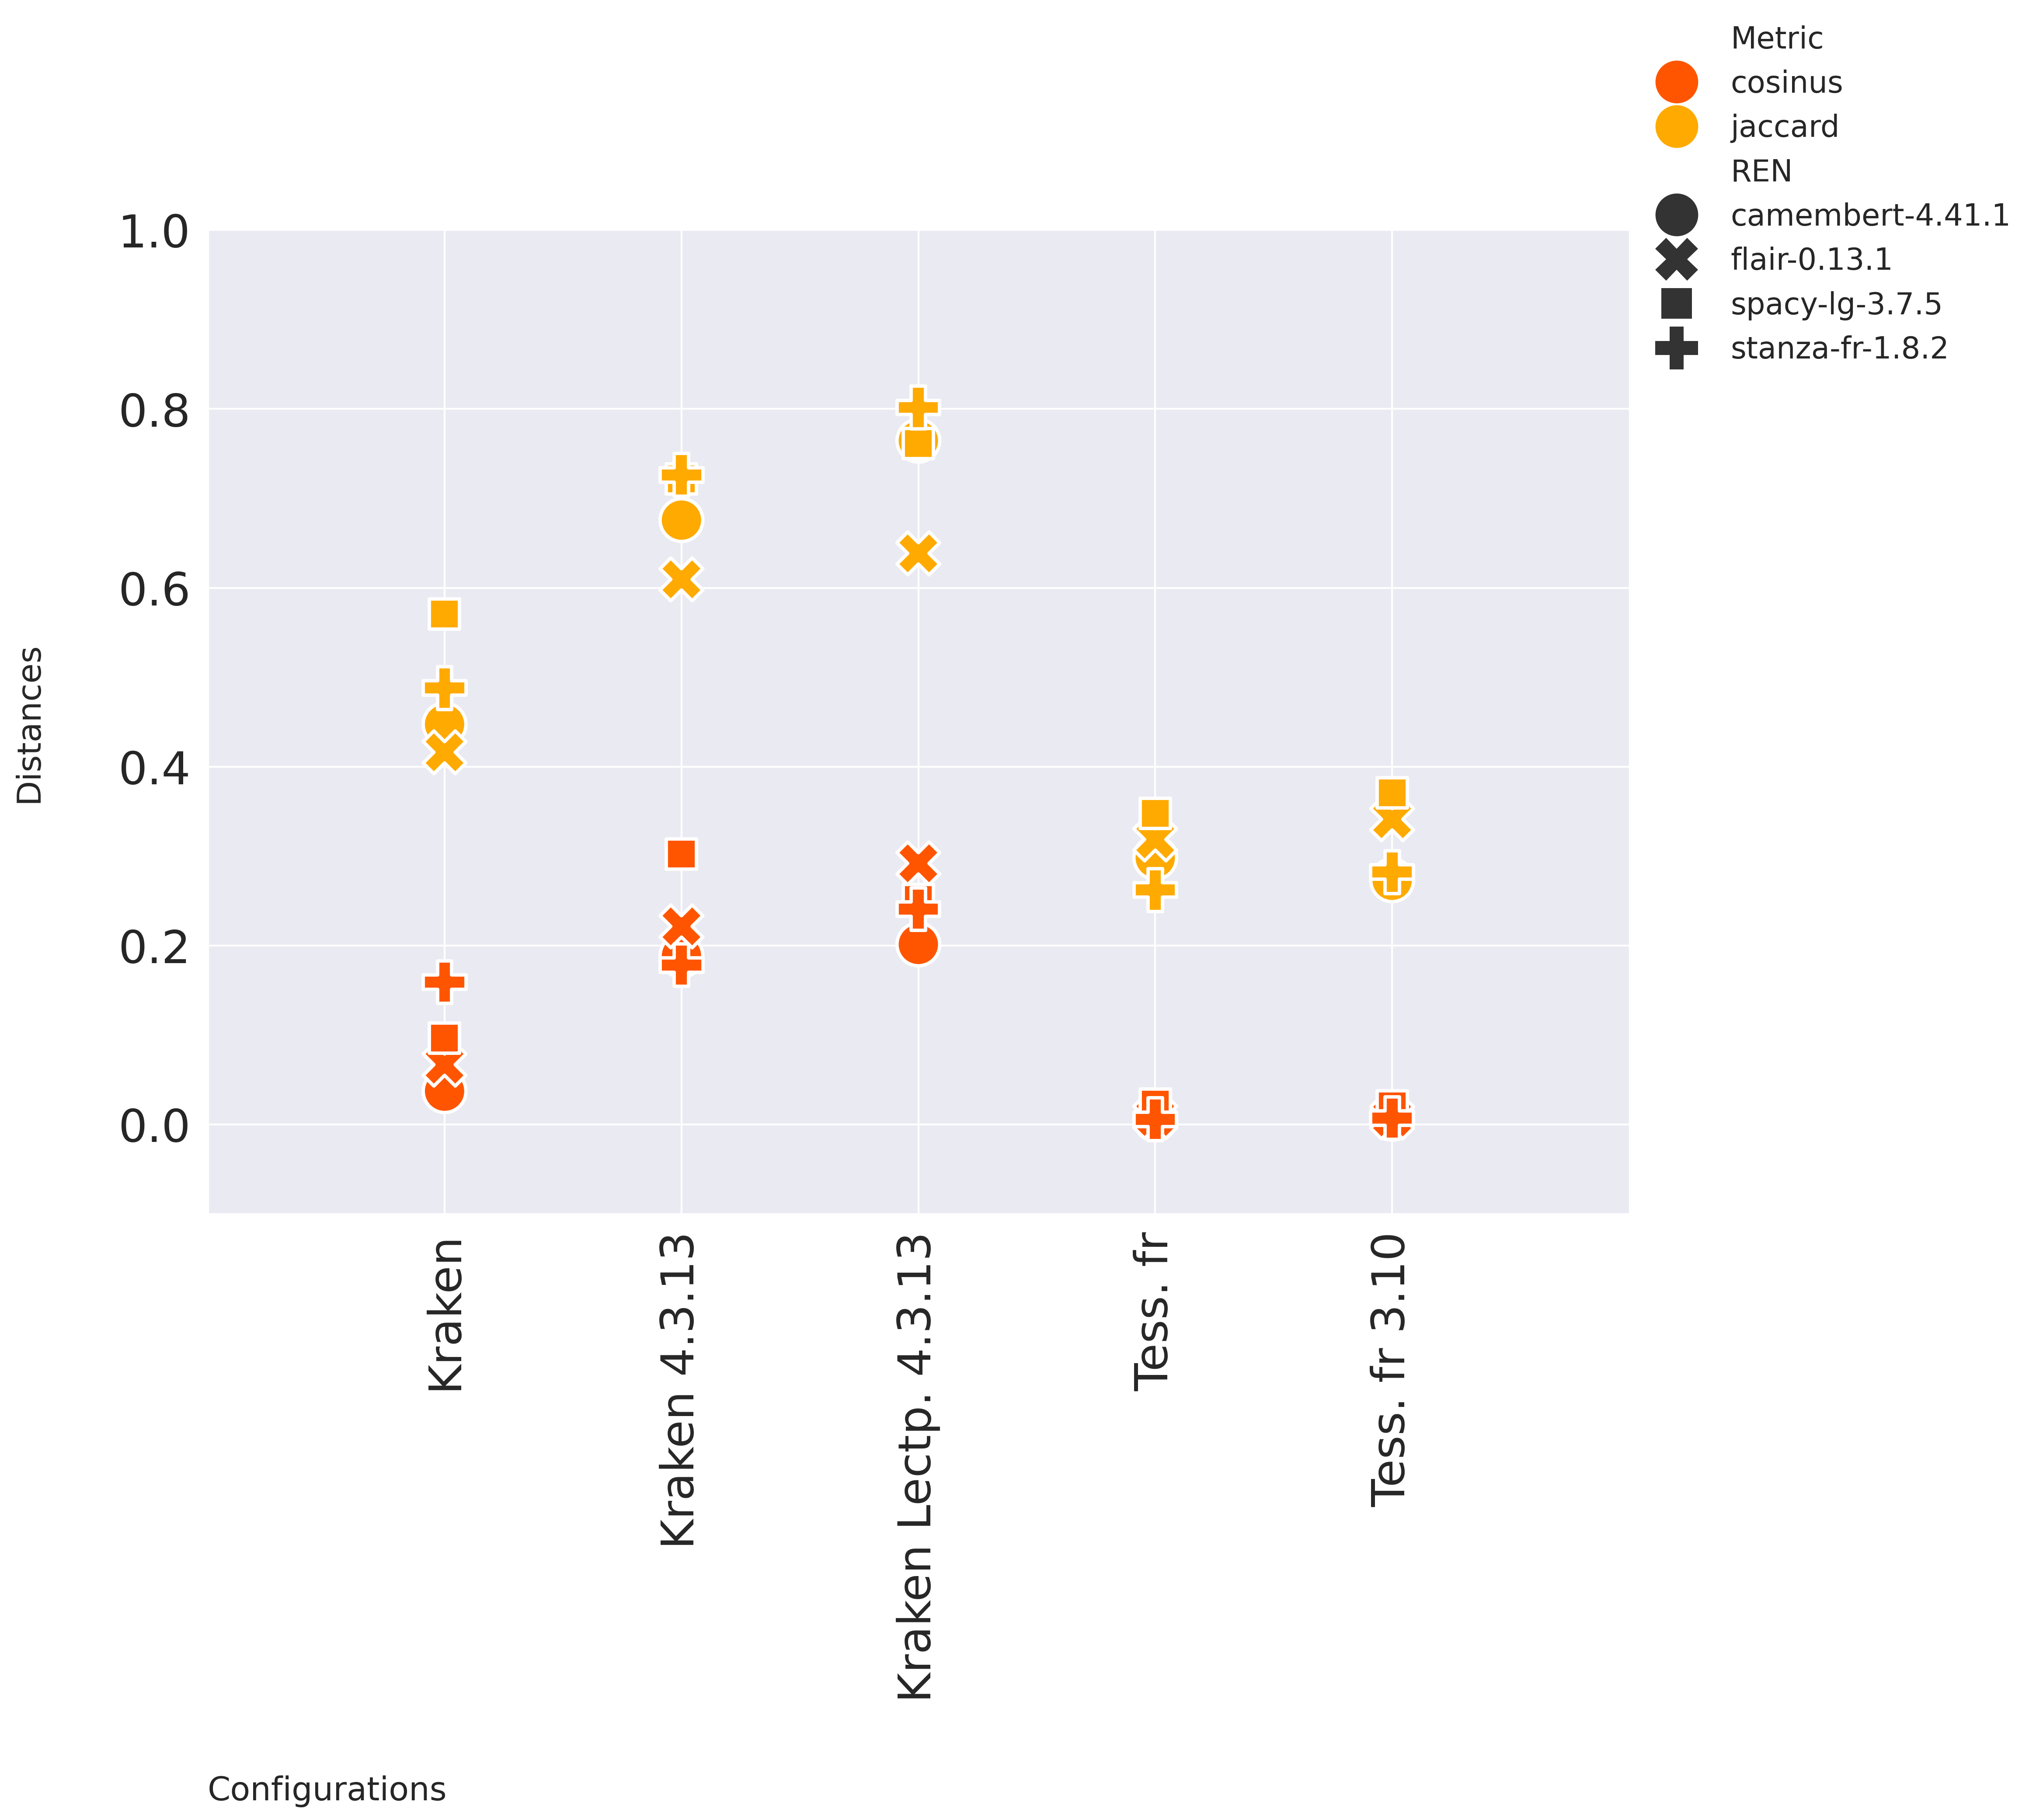 Metric
cosinus
jaccard
REN
camembert-4.41.1
flair-0.13.1
spacy-lg-3.7.5
stanza-fr-1.8.2
1.0
0.8
0.6
0.4
0.2
0.0
Distances
Kraken
Kraken 4.3.13
Kraken Lectp. 4.3.13
Tess. fr
Tess. fr 3.10
Configurations